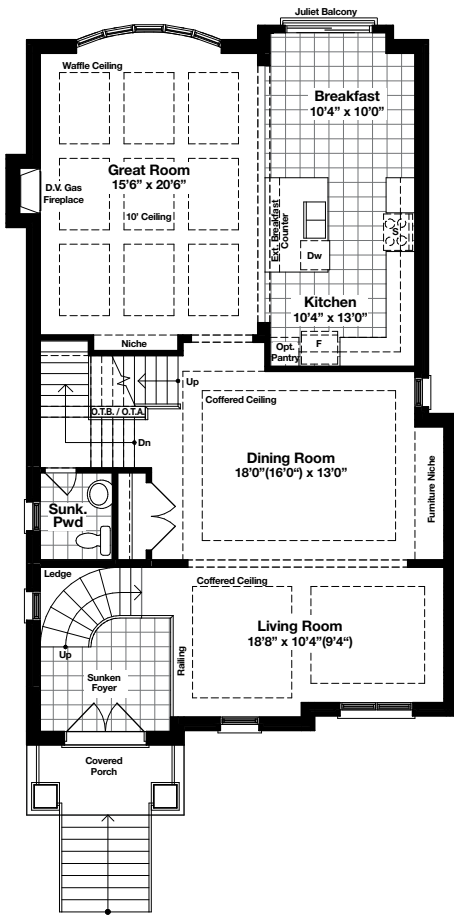 Juliet Balcony
Waffle Ceiling
Breakfast
10'4" x 10'0"
Great Room
15'6" x 20'6"
D.V. Gas
Fireplace
10' Ceiling
Ext. Breakfast
Counter
Dw
S
Kitchen
10'4" x 13'0"
Niche
Opt.
Pantry
F
Up
Coffered Ceiling
O.T.B. / O.T.A.
Dn
Dining Room
18'0"(16'0") x 13'0"
Furniture Niche
Sunk.
Pwd
Ledge
Coffered Ceiling
Living Room
18'8" x 10'4"(9'4")
Up
Railing
Sunken
Foyer
Covered
Porch